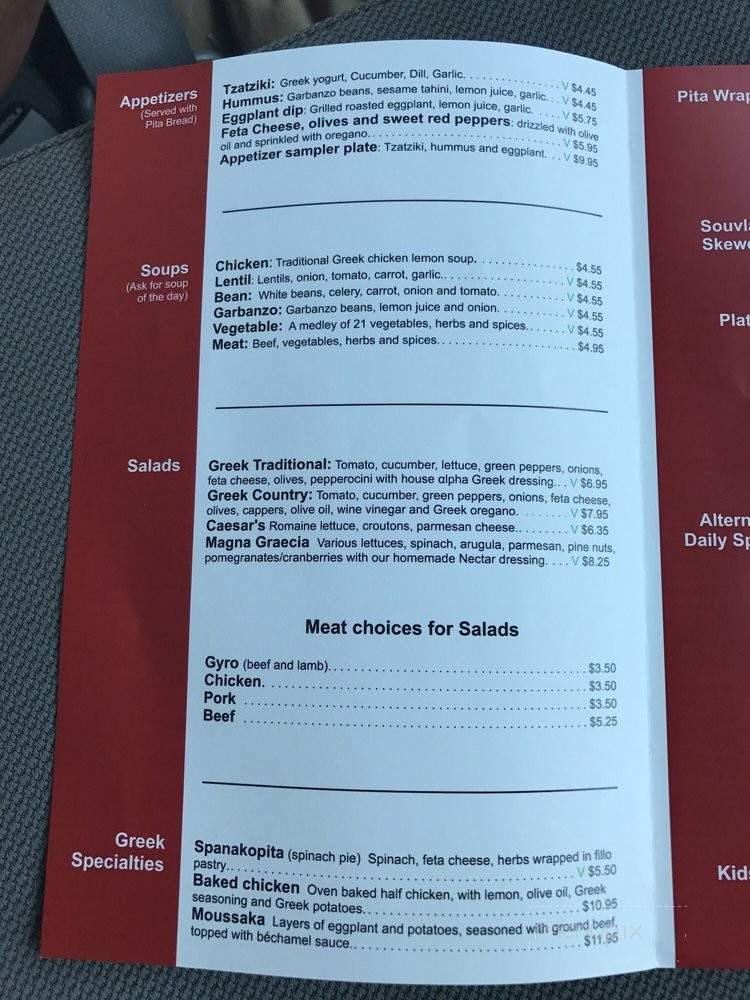 Appetizers
(Served with
Pita Bread)
Tzatziki: Greek yogurt, Cucumber, Dill, Garlic. . . . . . . . . . . . . . . V $4.45
Hummus: Garbanzo beans, sesame tahini, lemon juice, garlic. . . V $4.45
Eggplant dip: Grilled roasted eggplant, lemon juice, garlic. . . . . . V $5.75
Feta Cheese, olives and sweet red peppers: drizzled with olive
oil and sprinkled with oregano. . . . . . . . . . . . . . . . . . . . . . . . . . . . . V $5.95
Appetizer sampler plate: Tzatziki, hummus and eggplant. . . . V $9.95
Soups
(Ask for soup
of the day)
Chicken: Traditional Greek chicken lemon soup. . . . . . . . . . . . . . . $4.55
Lentil: Lentils, onion, tomato, carrot, garlic.. . . . . . . . . . . . . . . . . . V $4.55
Bean: White beans, celery, carrot, onion and tomato. . . . . . . . . . V $4.55
Garbanzo: Garbanzo beans, lemon juice and onion. . . . . . . . . . V $4.55
Vegetable: A medley of 21 vegetables, herbs and spices.. . . . . . V $4.55
Meat: Beef, vegetables, herbs and spices. . . . . . . . . . . . . . . . . . . . . $4.95
Salads
Greek Traditional: Tomato, cucumber, lettuce, green peppers, onions,
feta cheese, olives, pepperocini with house αlpha Greek dressing.. . V $6.95
Greek Country: Tomato, cucumber, green peppers, onions, feta cheese,
olives, cappers, olive oil, wine vinegar and Greek oregano. . . . . . . . V $7.95
Caesar's Romaine lettuce, croutons, parmesan cheese.. . . . . . . . V $6.35
Magna Graecia Various lettuces, spinach, arugula, parmesan, pine nuts,
pomegranates/cranberries with our homemade Nectar dressing. . . . V $8.25
Meat choices for Salads
Gyro (beef and lamb). . . . . . . . . . . . . . . . . . . . . . . . . . . . . . . . . . . . $3.50
Chicken. . . . . . . . . . . . . . . . . . . . . . . . . . . . . . . . . . . . . . . . . . . . $3.50
Pork . . . . . . . . . . . . . . . . . . . . . . . . . . . . . . . . . . . . . . . . . . . . . . . $3.50
Beef . . . . . . . . . . . . . . . . . . . . . . . . . . . . . . . . . . . . . . . . . . . . . . . $5.25
Greek
Specialties
Spanakopita (spinach pie) Spinach, feta cheese, herbs wrapped in fillo
pastry.. . . . . . . . . . . . . . . . . . . . . . . . . . . . . . . . . . . . . . . . . . . . . . V $5.50
Baked chicken Oven baked half chicken, with lemon, olive oil, Greek
seasoning and Greek potatoes.. . . . . . . . . . . . . . . . . . . . . . . . . . . . $10.95
Moussaka Layers of eggplant and potatoes, seasoned with ground beef,
topped with béchamel sauce.. . . . . . . . . . . . . . . . . . . . . . . . . . . . . $11.95
Pita Wrap
Souvla
Skewe
Plat
Altern
Daily Sp
Kids